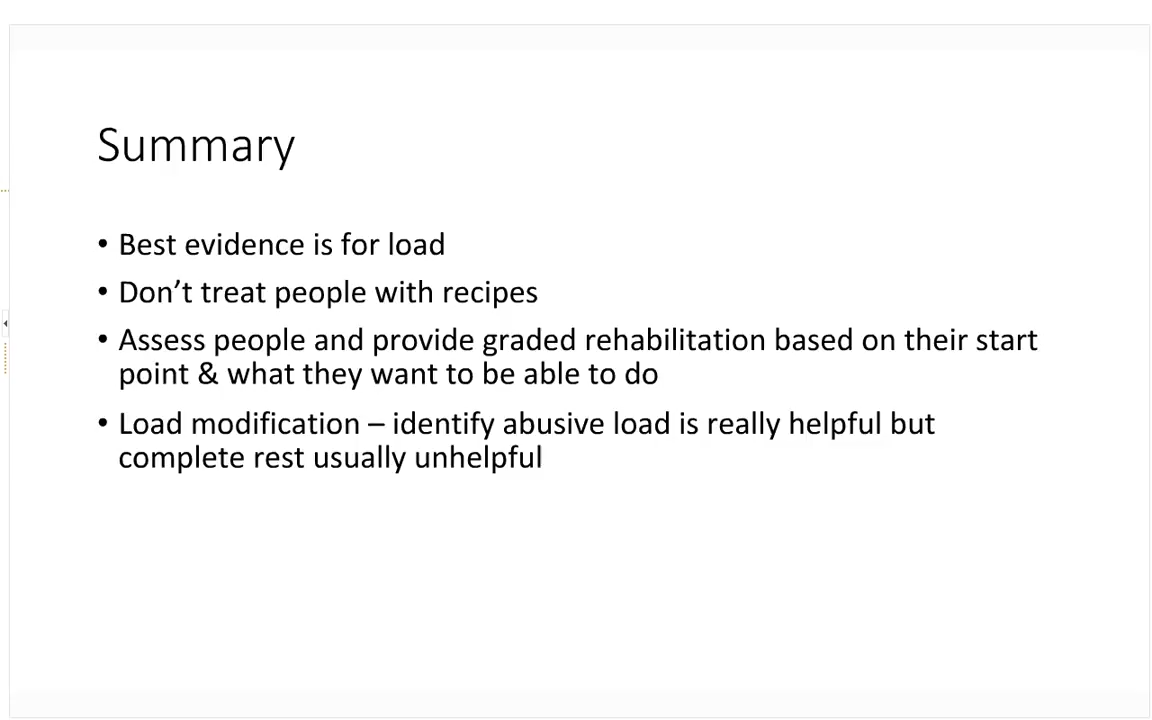 Summary
• Best evidence is for load
• Don’t treat people with recipes
• Assess people and provide graded rehabilitation based on their start
point & what they want to be able to do
• Load modification – identify abusive load is really helpful but
complete rest usually unhelpful